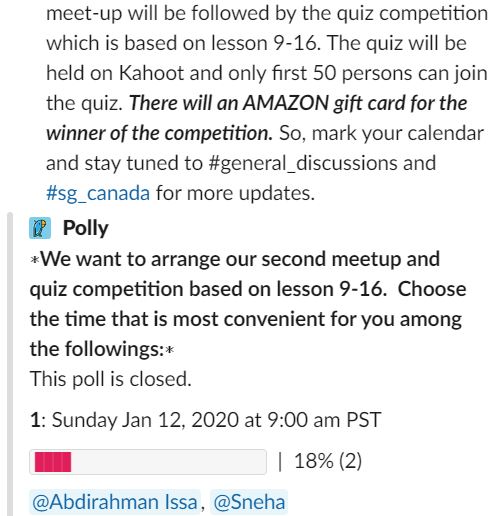 meet-up will be followed by the quiz competition
which is based on lesson 9-16. The quiz will be
held on Kahoot and only first 50 persons can join
the quiz. There will an AMAZON gift card for the
winner of the competition. So, mark your calendar
and stay tuned to #general_discussions and
#sg_canada for more updates.
Polly
*We want to arrange our second meetup and
quiz competition based on lesson 9-16. Choose
the time that is most convenient for you among
the followings:*
This poll is closed.
1: Sunday Jan 12, 2020 at 9:00 am PST
| 18% (2)
@Abdirahman Issa, @Sneha